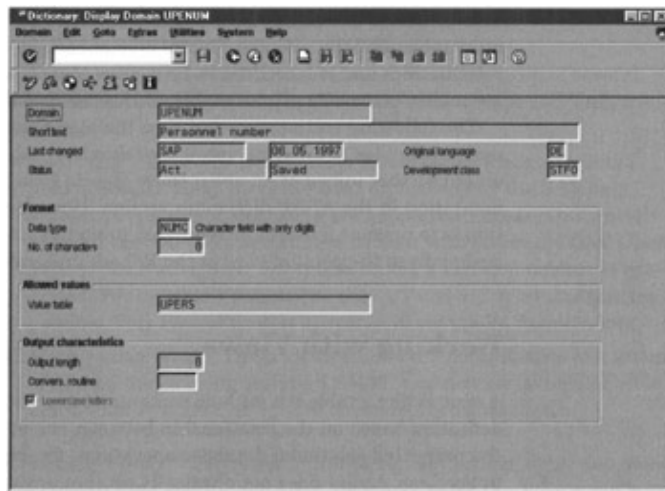 Dictionary: Display Domain UPENUM
Domain Edit Goto Extras Utilities System Help
Domain UPENUM
Short text Personnel number
Last changed SAP 06.05.1997 Original language DE
Status Act. Saved Development class STFO
Format
Data type NUMC Character field with only digits
No. of characters 8
Allowed values
Value table UPERS
Output characteristics
Output length 8
Convers. routine
Lowercase letters